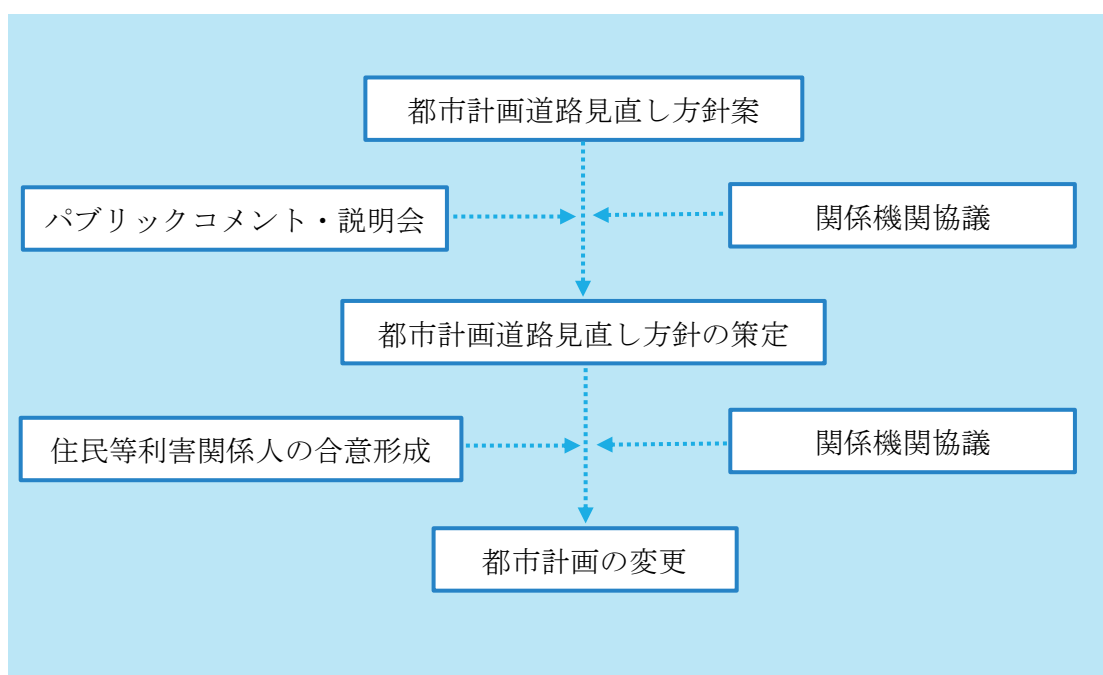 都市計画道路見直し方針案
パブリックコメント・説明会
関係機関協議
都市計画道路見直し方針の策定
住民等利害関係人の合意形成
関係機関協議
都市計画の変更